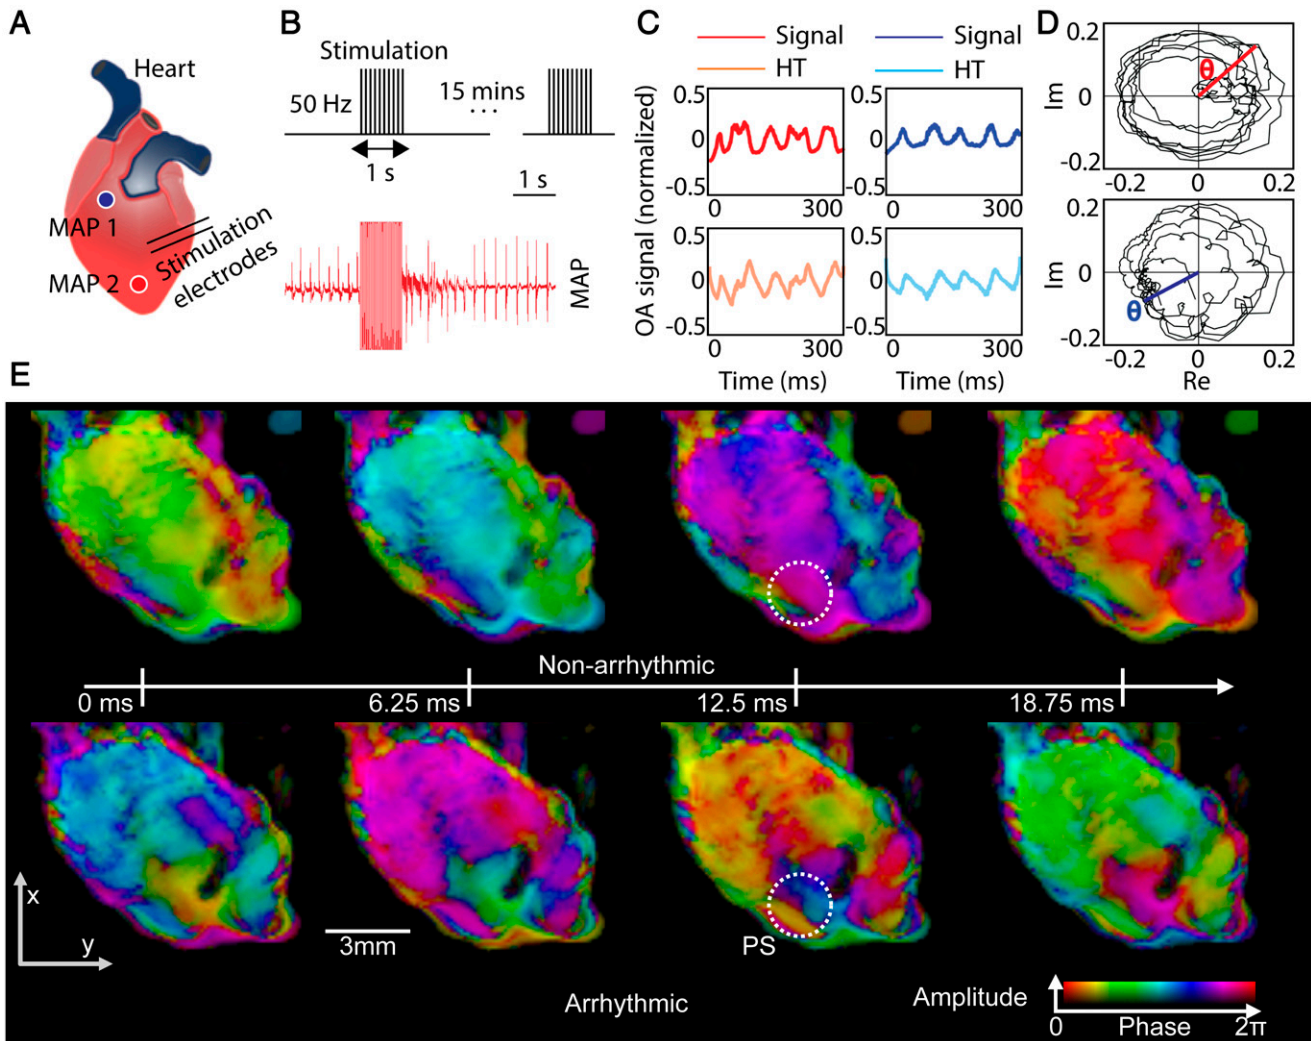 A
Heart
MAP 1
MAP 2
Stimulation
electrodes
B
Stimulation
50 Hz
15 mins
...
1 s
1 s
MAP
C
Signal
HT
Signal
HT
OA signal (normalized)
0.5
0
-0.5
0
300
0.5
0
-0.5
0
300
0.5
0
-0.5
0
300
0.5
0
-0.5
0
300
Time (ms)
Time (ms)
D
Im
0.2
0
-0.2
-0.2
0
0.2
θ
Im
0.2
0
-0.2
-0.2
0
0.2
θ
Re
E
Non-arrhythmic
0 ms
6.25 ms
12.5 ms
18.75 ms
x
y
3mm
PS
Arrhythmic
Amplitude
0
Phase
2π